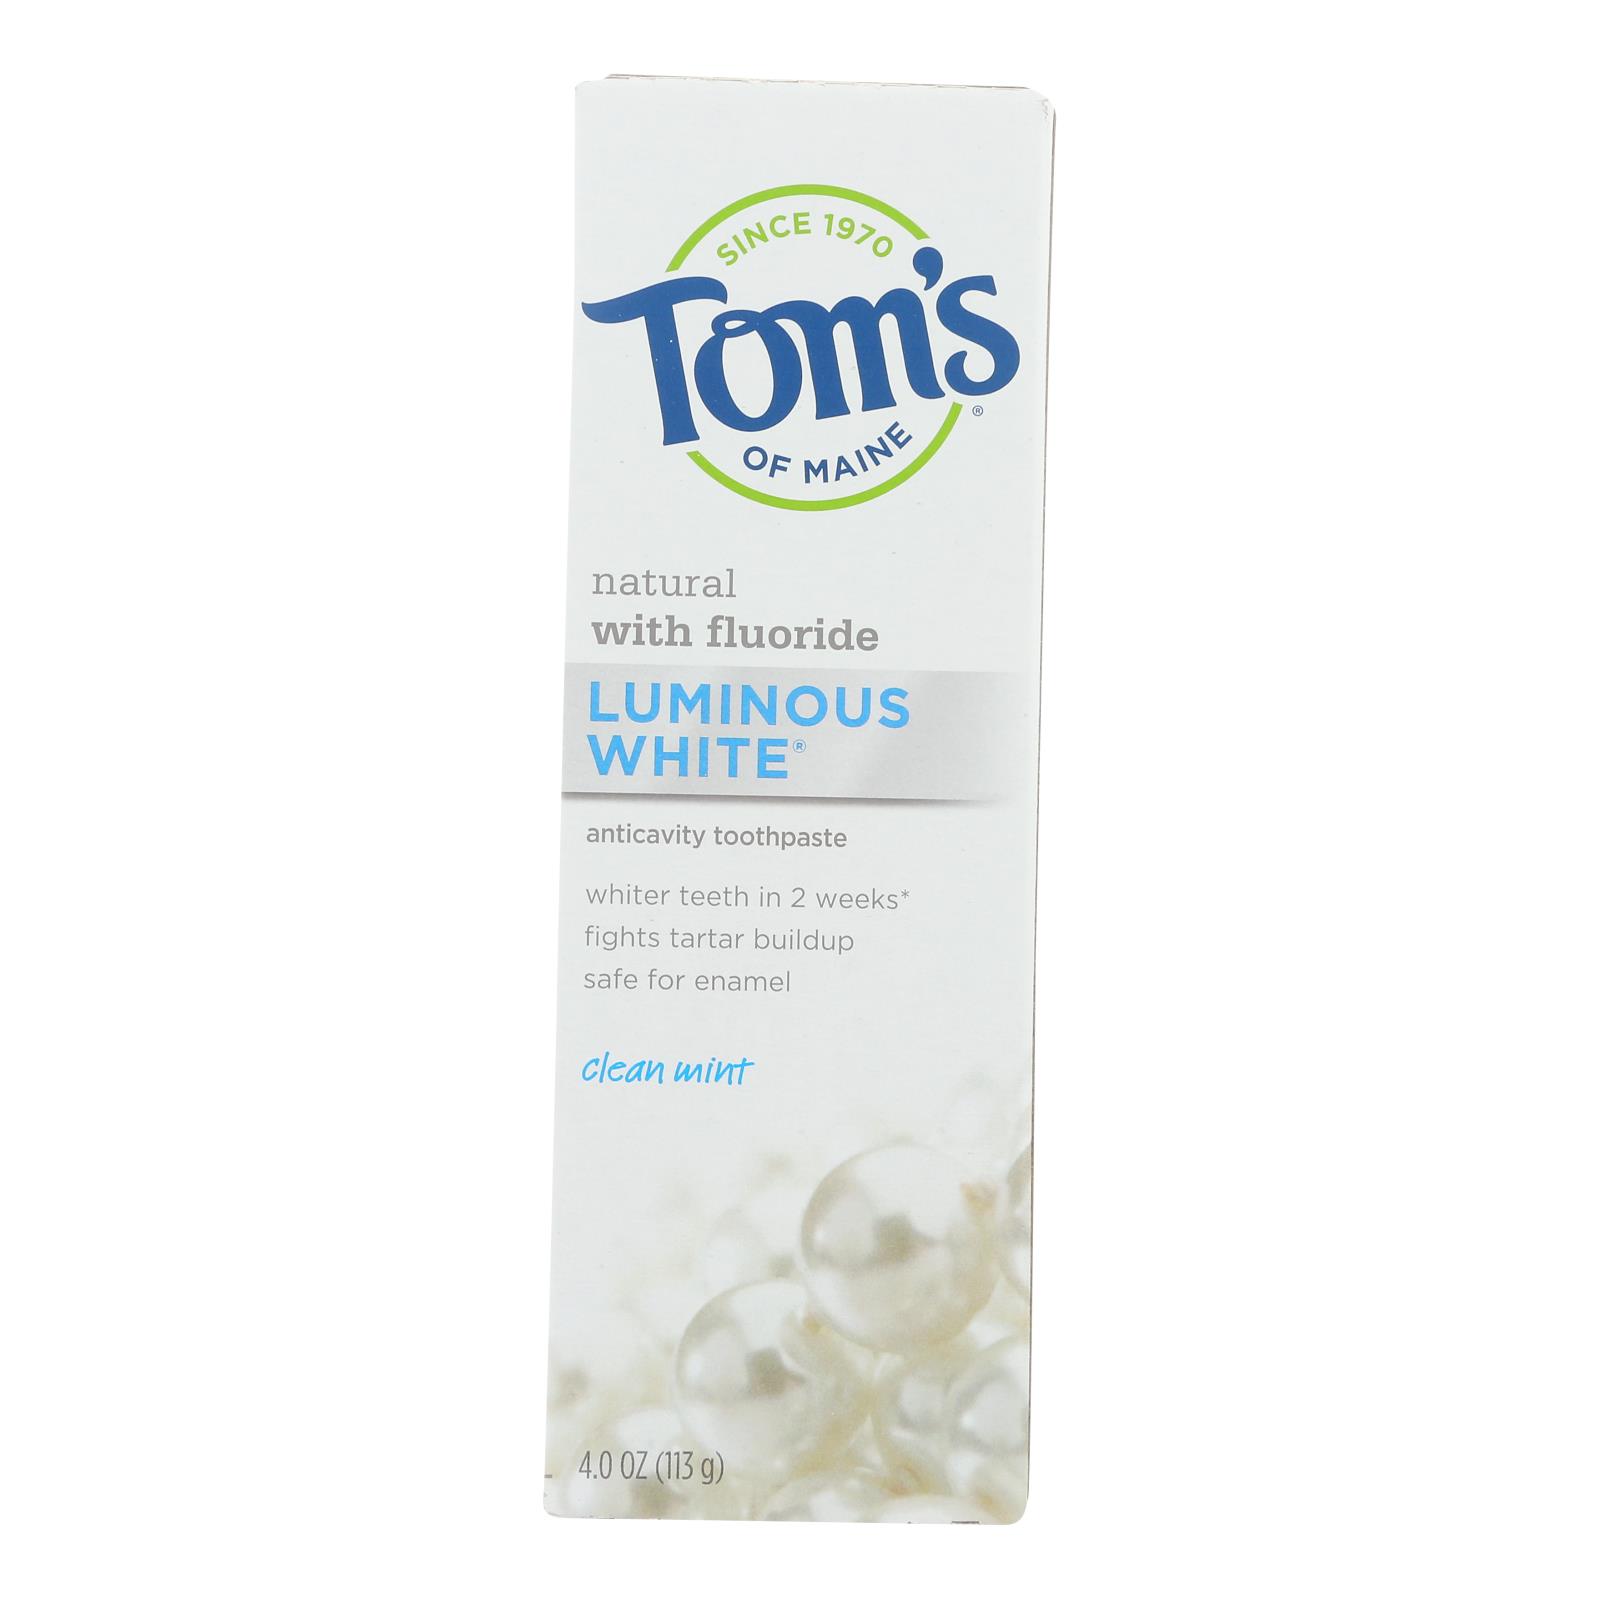 SINCE 1970
Tom's®
OF MAINE
natural
with fluoride
LUMINOUS
WHITE®
anticavity toothpaste
whiter teeth in 2 weeks*
fights tartar buildup
safe for enamel
clean mint
4.0 OZ (113 g)